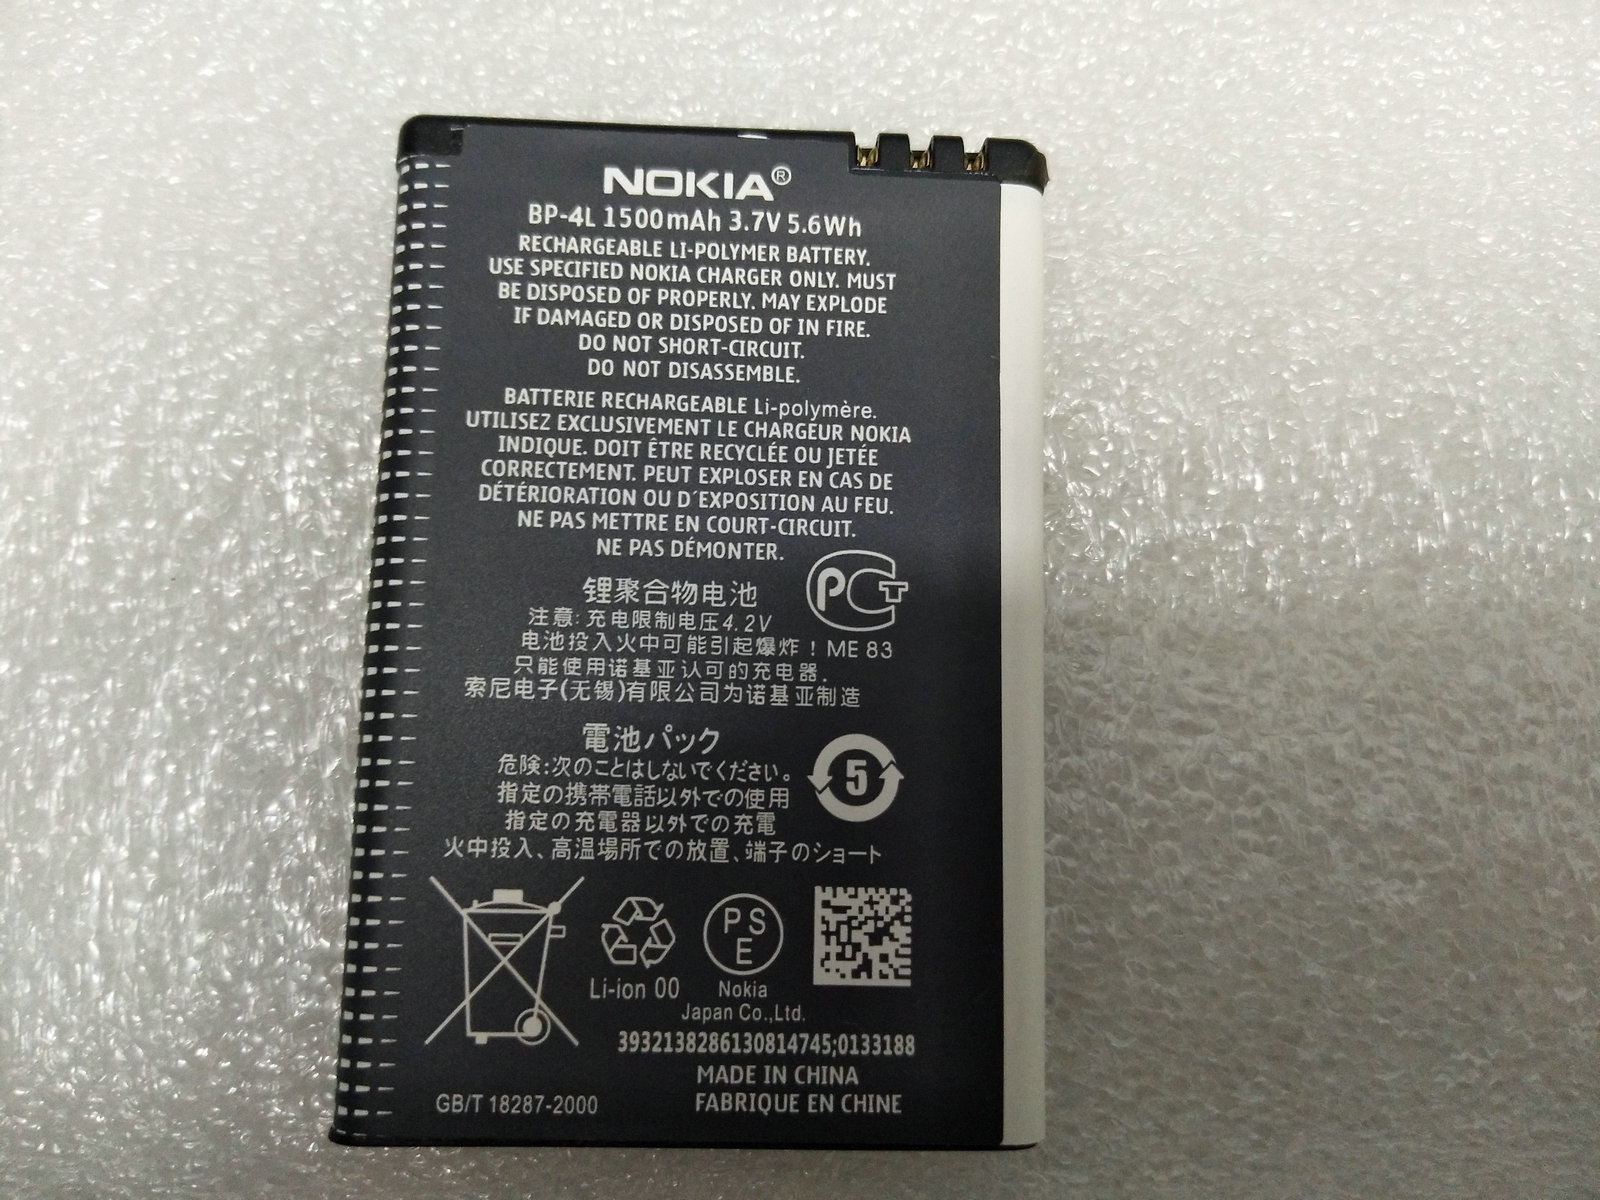 NOKIA®
BP-4L 1500mAh 3.7V 5.6Wh
RECHARGEABLE LI-POLYMER BATTERY.
USE SPECIFIED NOKIA CHARGER ONLY. MUST
BE DISPOSED OF PROPERLY. MAY EXPLODE
IF DAMAGED OR DISPOSED OF IN FIRE.
DO NOT SHORT-CIRCUIT.
DO NOT DISASSEMBLE.
BATTERIE RECHARGEABLE Li-polymère.
UTILISEZ EXCLUSIVEMENT LE CHARGEUR NOKIA
INDIQUE. DOIT ÊTRE RECYCLÉE OU JETÉE
CORRECTEMENT. PEUT EXPLOSER EN CAS DE
DÉTÉRIORATION OU D´EXPOSITION AU FEU.
NE PAS METTRE EN COURT-CIRCUIT.
NE PAS DÉMONTER.
PCT
锂聚合物电池
注意: 充电限制电压4.2V
电池投入火中可能引起爆炸！ME 83
只能使用诺基亚认可的充电器.
索尼电子(无锡)有限公司为诺基亚制造
電池パック
危険:次のことはしないでください。
指定の携帯電話以外での使用
指定の充電器以外での充電
火中投入、高温場所での放置、端子のショート
5
PS
E
Li-ion 00
Nokia
Japan Co.,Ltd.
3932138286130814745;0133188
MADE IN CHINA
FABRIQUE EN CHINE
GB/T 18287-2000